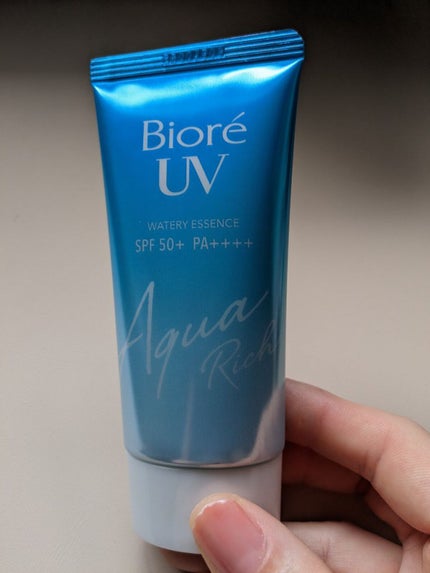 Bioré
UV
WATERY ESSENCE
SPF 50+ PA++++
Aqua
Rich